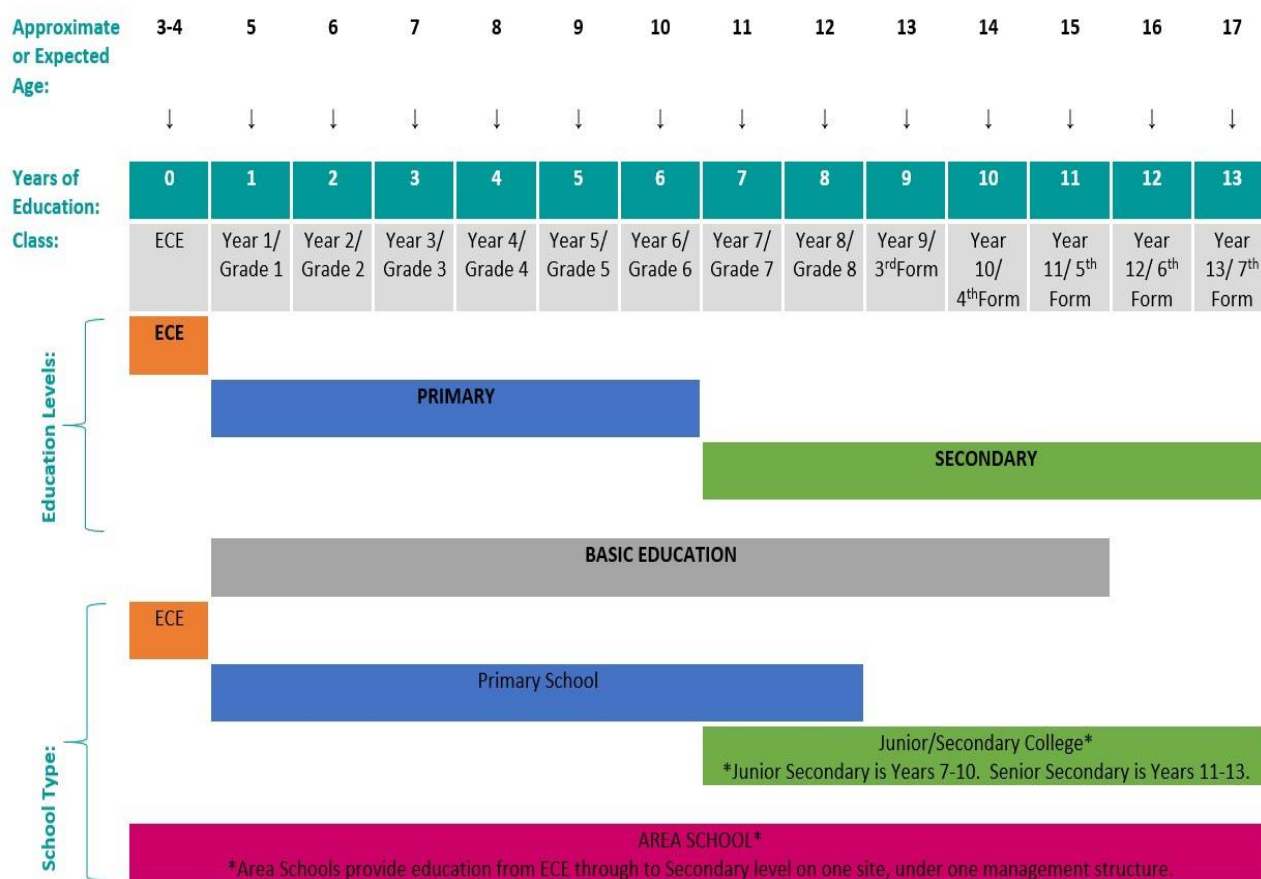 Approximate or Expected Age: 3-4 5 6 7 8 9 10 11 12 13 14 15 16 17
↓ ↓ ↓ ↓ ↓ ↓ ↓ ↓ ↓ ↓ ↓ ↓ ↓ ↓
Years of Education: 0 1 2 3 4 5 6 7 8 9 10 11 12 13
Class: ECE Year 1/ Grade 1 Year 2/ Grade 2 Year 3/ Grade 3 Year 4/ Grade 4 Year 5/ Grade 5 Year 6/ Grade 6 Year 7/ Grade 7 Year 8/ Grade 8 Year 9/ 3rdForm Year 10/ 4thForm Year 11/ 5th Form Year 12/ 6th Form Year 13/ 7th Form
Education Levels:
ECE
PRIMARY
SECONDARY
BASIC EDUCATION
School Type:
ECE
Primary School
Junior/Secondary College*
*Junior Secondary is Years 7-10. Senior Secondary is Years 11-13.
AREA SCHOOL*
*Area Schools provide education from ECE through to Secondary level on one site, under one management structure.